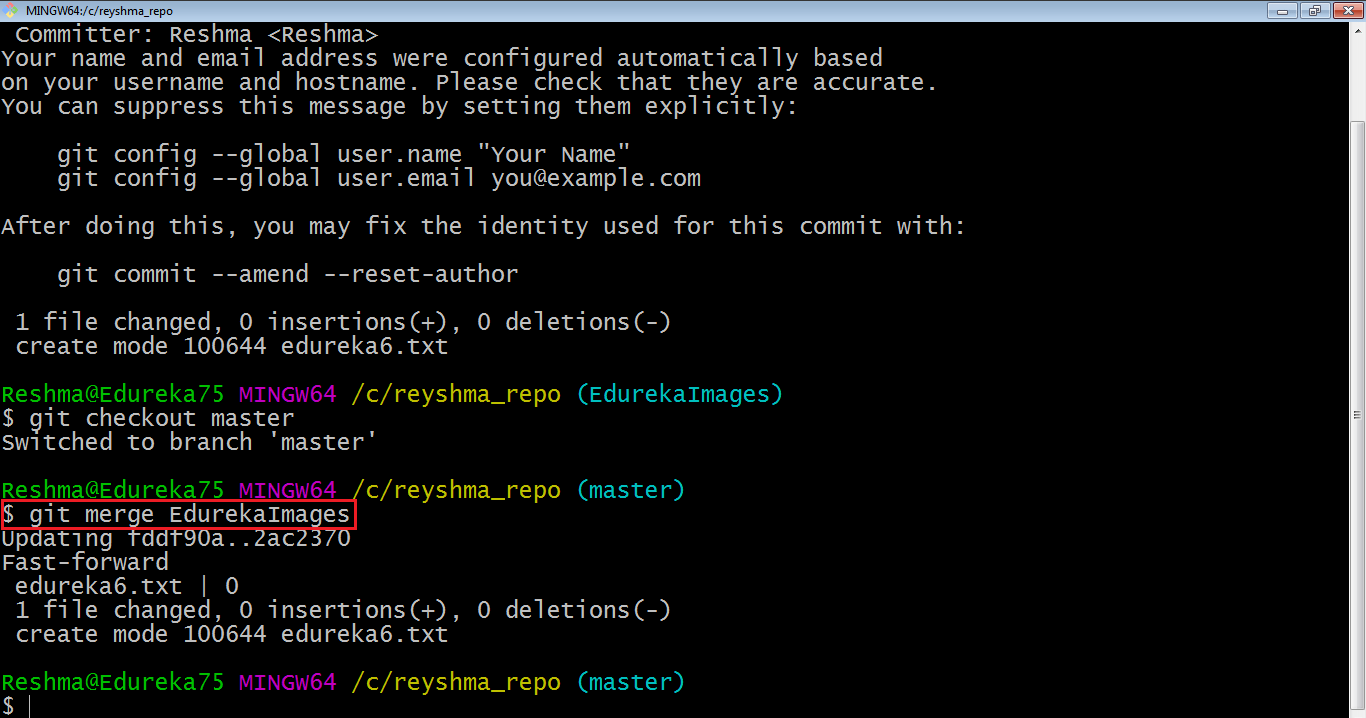 MINGW64:/c/reyshma_repo
Committer: Reshma <Reshma>
Your name and email address were configured automatically based
on your username and hostname. Please check that they are accurate.
You can suppress this message by setting them explicitly:
git config --global user.name "Your Name"
git config --global user.email you@example.com
After doing this, you may fix the identity used for this commit with:
git commit --amend --reset-author
1 file changed, 0 insertions(+), 0 deletions(-)
create mode 100644 edureka6.txt
Reshma@Edureka75 MINGW64 /c/reyshma_repo (EdurekaImages)
$ git checkout master
Switched to branch 'master'
Reshma@Edureka75 MINGW64 /c/reyshma_repo (master)
$ git merge EdurekaImages
Updating fddf90a..2ac2370
Fast-forward
edureka6.txt | 0
1 file changed, 0 insertions(+), 0 deletions(-)
create mode 100644 edureka6.txt
Reshma@Edureka75 MINGW64 /c/reyshma_repo (master)
$